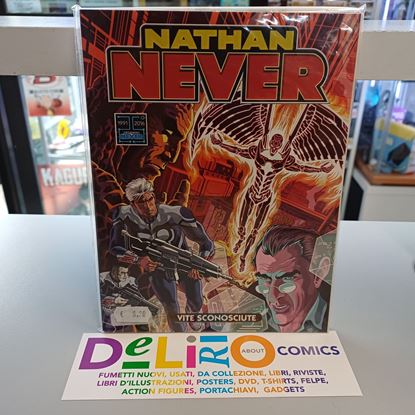 NATHAN
NEVER
1991 2016
VITE SCONOSCIUTE
DeLiRiO ABOUT COMICS
FUMETTI NUOVI, USATI, DA COLLEZIONE, LIBRI, RIVISTE,
LIBRI D'ILLUSTRAZIONI, POSTERS, DVD, T-SHIRTS, FELPE,
ACTION FIGURES, PORTACHIAVI, GADGETS